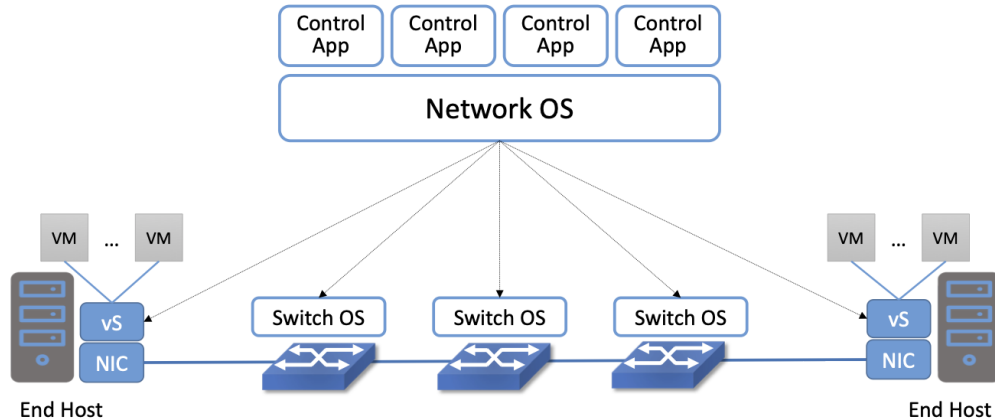 Control
App
Control
App
Control
App
Control
App
Network OS
VM
...
VM
VM
...
VM
vS
Switch OS
Switch OS
Switch OS
vS
NIC
NIC
End Host
End Host